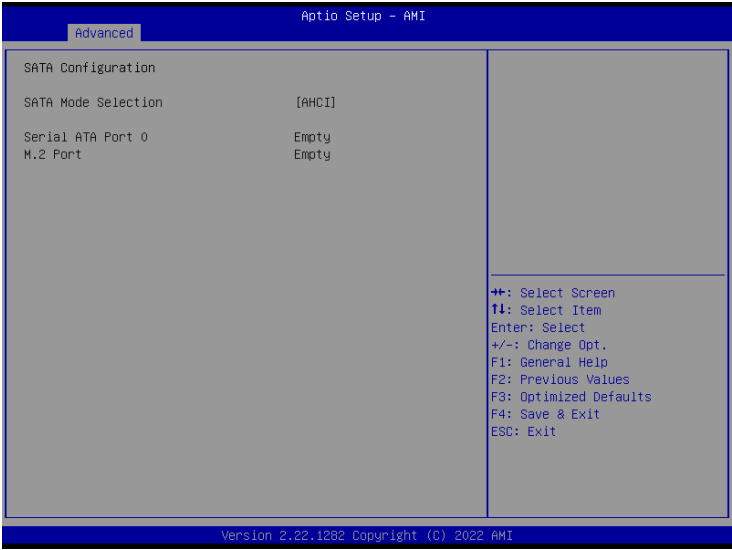 Aptio Setup – AMI
Advanced
SATA Configuration
SATA Mode Selection [AHCI]
Serial ATA Port 0 Empty
M.2 Port Empty
→←: Select Screen
↑↓: Select Item
Enter: Select
+/-: Change Opt.
F1: General Help
F2: Previous Values
F3: Optimized Defaults
F4: Save & Exit
ESC: Exit
Version 2.22.1282 Copyright (C) 2022 AMI